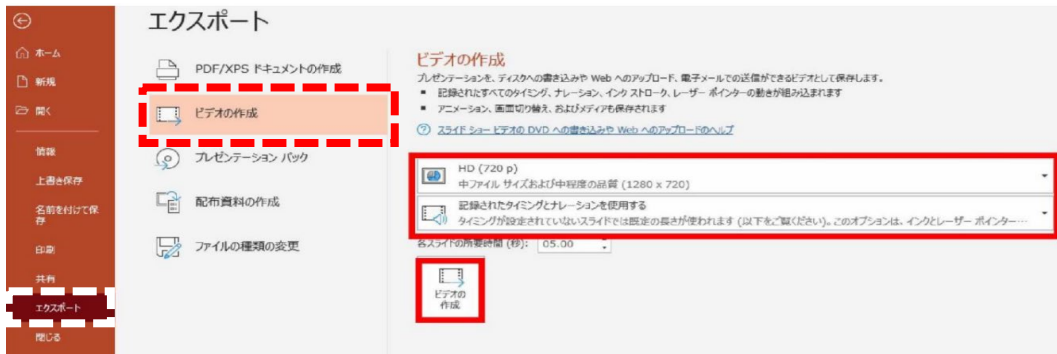 エクスポート
ホーム
新規
開く
情報
上書き保存
名前を付けて保
存
印刷
共有
エクスポート
閉じる
PDF/XPS ドキュメントの作成
ビデオの作成
プレゼンテーション パック
配布資料の作成
ファイルの種類の変更
ビデオの作成
プレゼンテーションを、ディスクへの書き込みや Web へのアップロード、電子メールでの送信ができるビデオとして保存します。
▪ 記録されたすべてのタイミング、ナレーション、インク ストローク、レーザー ポインターの動きが組み込まれます
▪ アニメーション、画面切り替え、およびメディアも保存されます
スライド ショー ビデオの DVD への書き込みや Web へのアップロードのヘルプ
HD (720 p)
中ファイル サイズおよび中程度の品質 (1280 x 720)
記録されたタイミングとナレーションを使用する
タイミングが設定されていないスライドでは既定の長さが使われます (以下をご覧ください)。このオプションは、インクとレーザー ポインター…
各スライドの所要時間 (秒): 05.00
ビデオの
作成